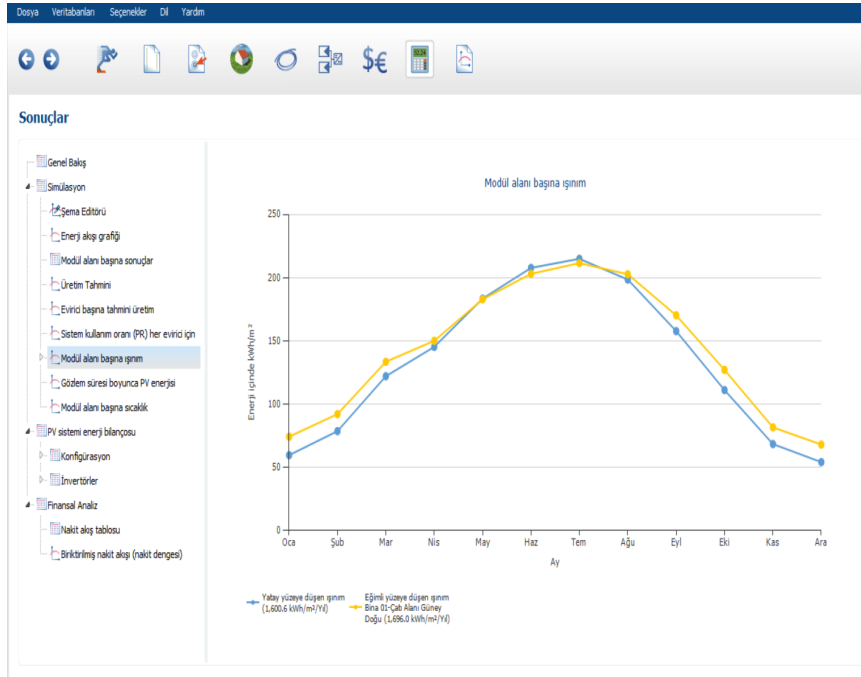 Dosya Veritabanları Seçenekler Dil Yardım
Sonuçlar
Genel Bakış
Simülasyon
Şema Editörü
Enerji akışı grafiği
Modül alanı başına sonuçlar
Üretim Tahmini
Evirici başına tahmini üretim
Sistem kullanım oranı (PR) her evirici için
Modül alanı başına ışınım
Gözlem süresi boyunca PV enerjisi
Modül alanı başına sıcaklık
PV sistemi enerji bilançosu
Konfigürasyon
İnvertörler
Finansal Analiz
Nakit akış tablosu
Biriktirilmiş nakit akışı (nakit dengesi)
Modül alanı başına ışınım
Enerji içinde kWh/m²
250
200
150
100
50
0
Oca Şub Mar Nis May Haz Tem Ağu Eyl Eki Kas Ara
Ay
Yatay yüzeye düşen ışınım
(1,600.6 kWh/m²/Yıl)
Eğimli yüzeye düşen ışınım
Bina 01-Çatı Alanı Güney
Doğu (1,696.0 kWh/m²/Yıl)